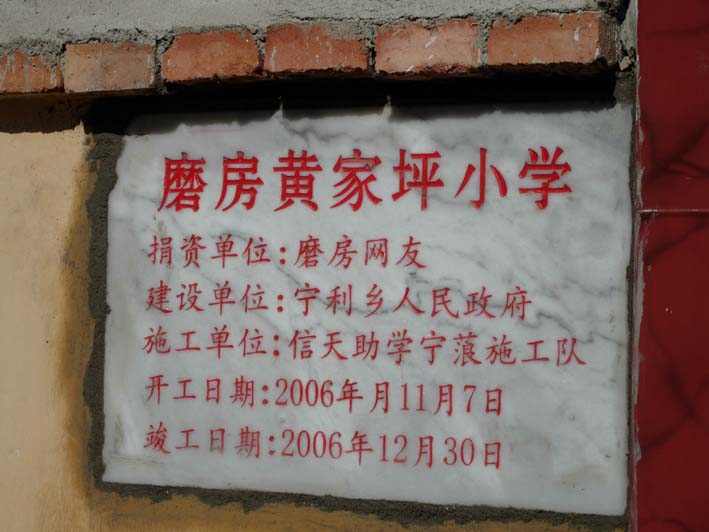 磨房黄家坪小学
捐资单位:磨房网友
建设单位:宁利乡人民政府
施工单位:信天助学宁蒗施工队
开工日期:2006年月11月7日
竣工日期:2006年12月30日